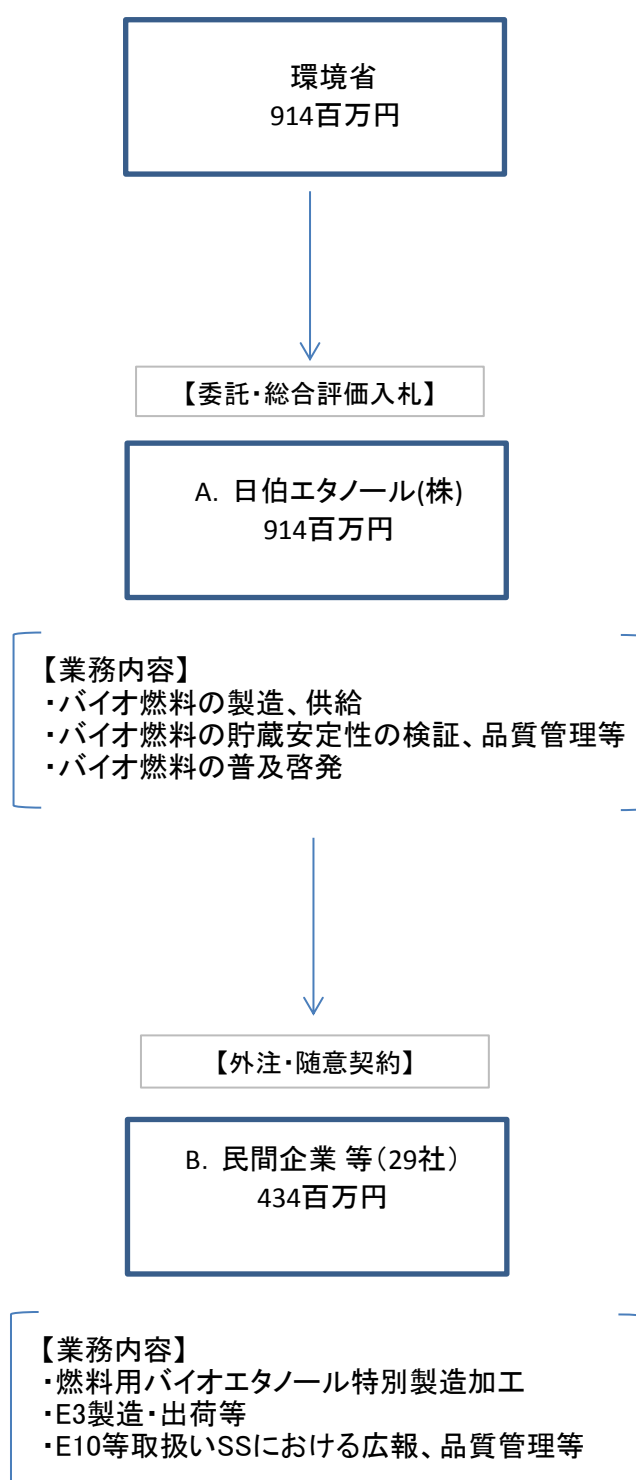 環境省
914百万円
【委託・総合評価入札】
A. 日伯エタノール(株)
914百万円
【業務内容】
・バイオ燃料の製造、供給
・バイオ燃料の貯蔵安定性の検証、品質管理等
・バイオ燃料の普及啓発
【外注・随意契約】
B. 民間企業 等（29社）
434百万円
【業務内容】
・燃料用バイオエタノール特別製造加工
・E3製造・出荷等
・E10等取扱いSSにおける広報、品質管理等